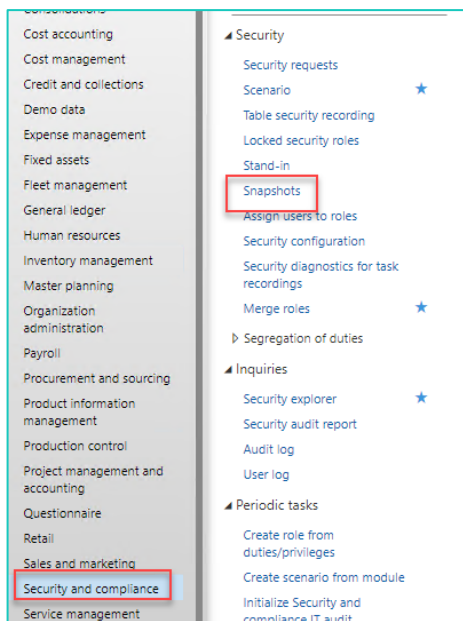 Consolidations
Cost accounting
Cost management
Credit and collections
Demo data
Expense management
Fixed assets
Fleet management
General ledger
Human resources
Inventory management
Master planning
Organization
administration
Payroll
Procurement and sourcing
Product information
management
Production control
Project management and
accounting
Questionnaire
Retail
Sales and marketing
Security and compliance
Service management
Security
Security requests
Scenario
Table security recording
Locked security roles
Stand-in
Snapshots
Assign users to roles
Security configuration
Security diagnostics for task
recordings
Merge roles
Segregation of duties
Inquiries
Security explorer
Security audit report
Audit log
User log
Periodic tasks
Create role from
duties/privileges
Create scenario from module
Initialize Security and
compliance IT audit